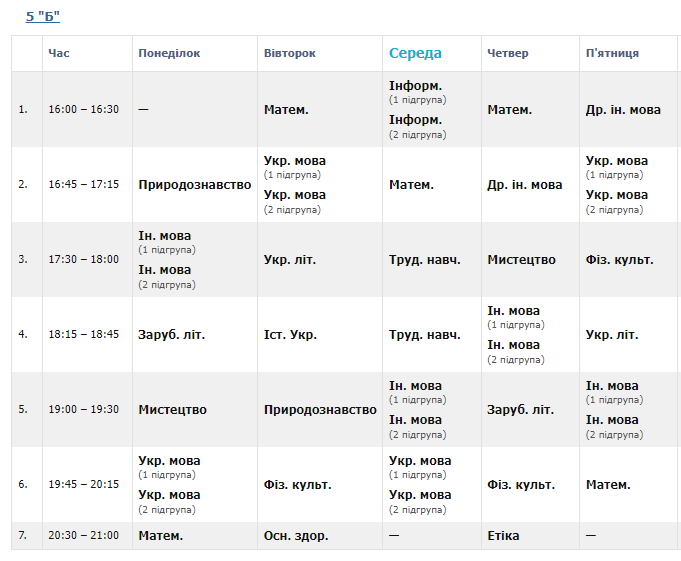 5 "Б"
Час Понеділок Вівторок Середа Четвер П'ятниця
1. 16:00 – 16:30 — Матем. Інформ. (1 підгрупа) Інформ. (2 підгрупа) Матем. Др. ін. мова
2. 16:45 – 17:15 Природознавство Укр. мова (1 підгрупа) Укр. мова (2 підгрупа) Матем. Др. ін. мова Укр. мова (1 підгрупа) Укр. мова (2 підгрупа)
3. 17:30 – 18:00 Ін. мова (1 підгрупа) Ін. мова (2 підгрупа) Укр. літ. Труд. навч. Мистецтво Фіз. культ.
4. 18:15 – 18:45 Заруб. літ. Іст. Укр. Труд. навч. Ін. мова (1 підгрупа) Ін. мова (2 підгрупа) Укр. літ.
5. 19:00 – 19:30 Мистецтво Природознавство Ін. мова (1 підгрупа) Ін. мова (2 підгрупа) Заруб. літ. Ін. мова (1 підгрупа) Ін. мова (2 підгрупа)
6. 19:45 – 20:15 Укр. мова (1 підгрупа) Укр. мова (2 підгрупа) Фіз. культ. Укр. мова (1 підгрупа) Укр. мова (2 підгрупа) Фіз. культ. Матем.
7. 20:30 – 21:00 Матем. Осн. здор. — Етіка —